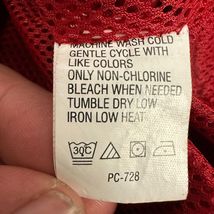 MACHINE WASH COLD
GENTLE CYCLE WITH
LIKE COLORS
ONLY NON-CHLORINE
BLEACH WHEN NEEDED
TUMBLE DRY LOW
IRON LOW HEAT
30C
PC-728